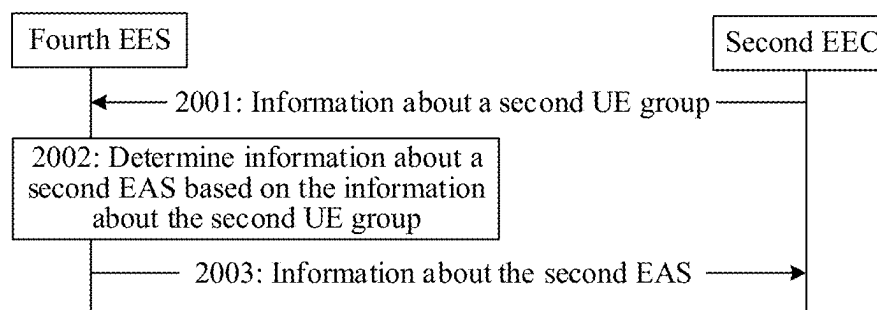 Fourth EES
Second EEC
2001: Information about a second UE group
2002: Determine information about a
second EAS based on the information
about the second UE group
2003: Information about the second EAS